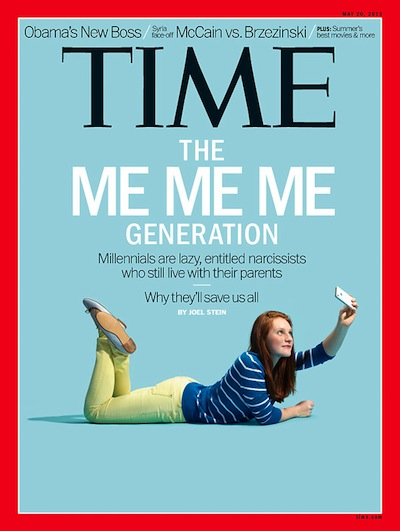 MAY 20, 2013
Obama's New Boss / Syria face-off McCain vs. Brzezinski / PLUS: Summer's best movies & more
TIME
THE
ME ME ME
GENERATION
Millennials are lazy, entitled narcissists
who still live with their parents
Why they'll save us all
BY JOEL STEIN
TIME.COM